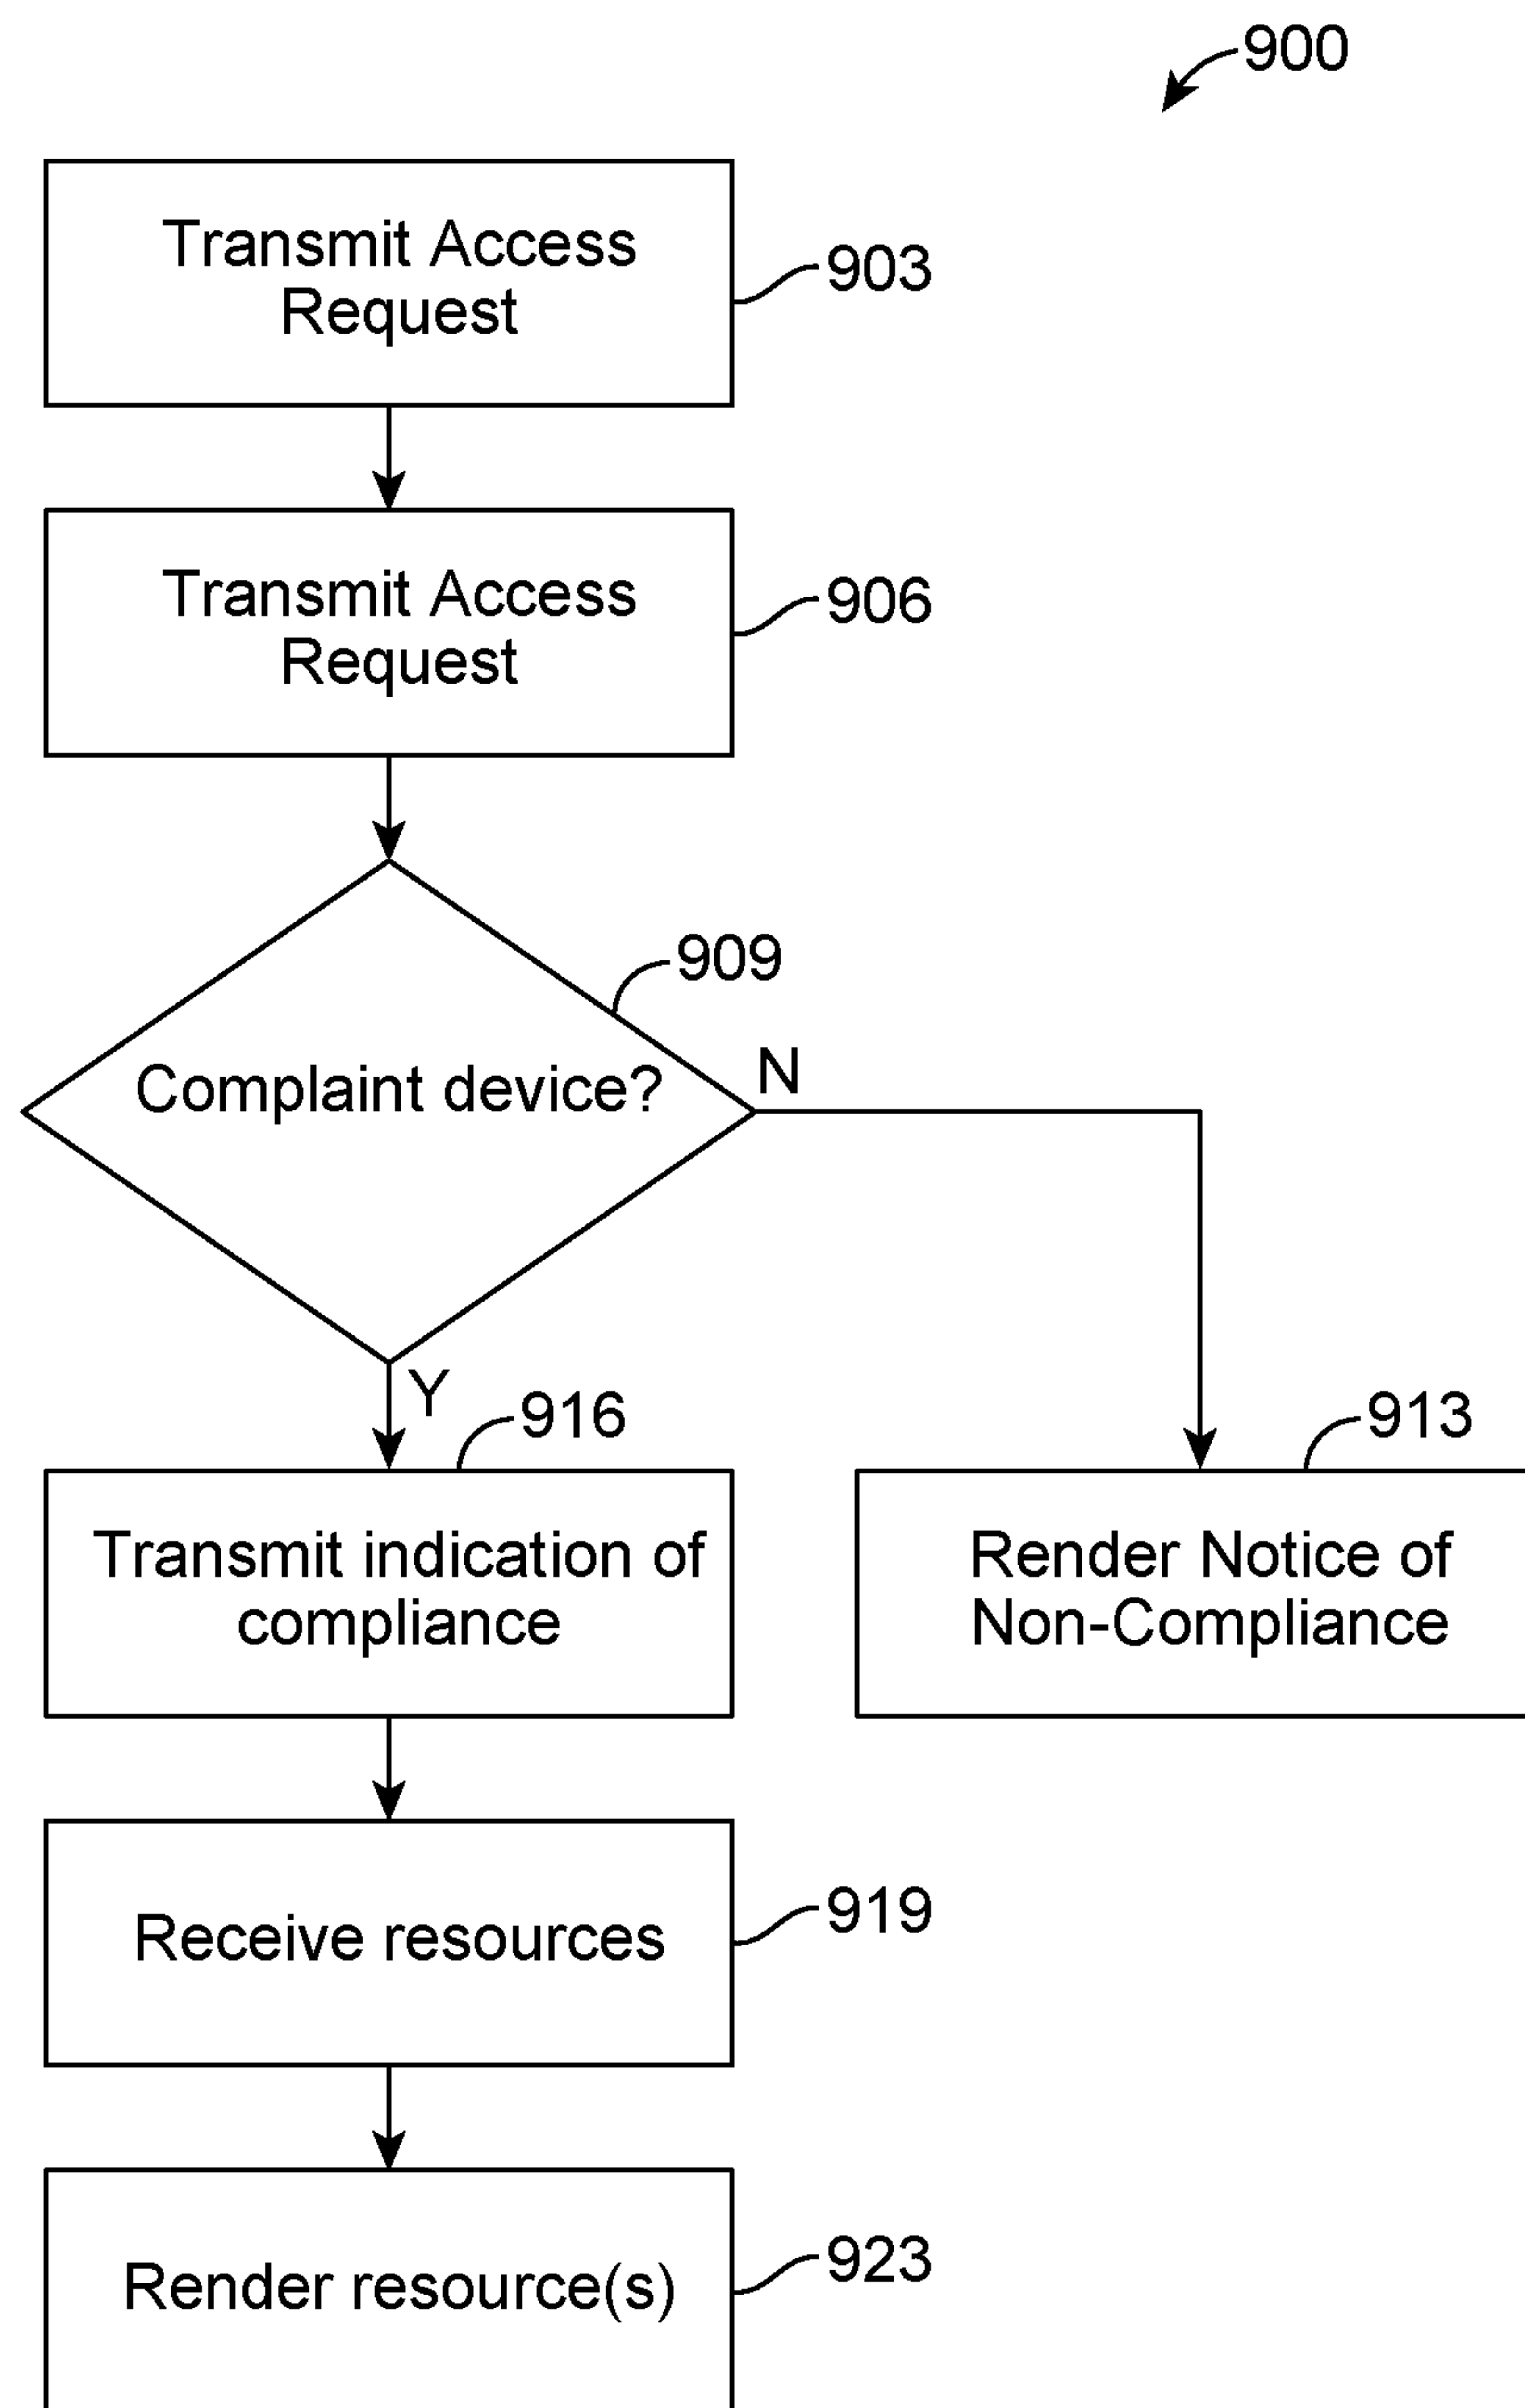 900
Transmit Access
Request
903
Transmit Access
Request
906
909
Complaint device?
N
Y
916
913
Transmit indication of
compliance
Render Notice of
Non-Compliance
Receive resources
919
Render resource(s)
923